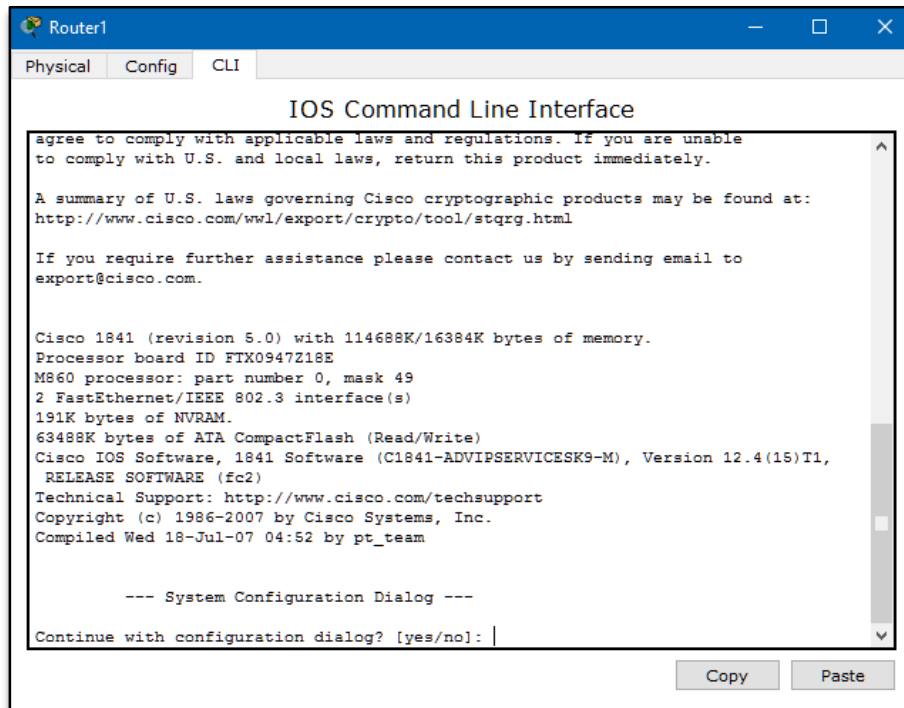 Router1
Physical Config CLI
IOS Command Line Interface
agree to comply with applicable laws and regulations. If you are unable
to comply with U.S. and local laws, return this product immediately.
A summary of U.S. laws governing Cisco cryptographic products may be found at:
http://www.cisco.com/wwl/export/crypto/tool/stqrg.html
If you require further assistance please contact us by sending email to
export@cisco.com.
Cisco 1841 (revision 5.0) with 114688K/16384K bytes of memory.
Processor board ID FTX0947Z18E
M860 processor: part number 0, mask 49
2 FastEthernet/IEEE 802.3 interface(s)
191K bytes of NVRAM.
63488K bytes of ATA CompactFlash (Read/Write)
Cisco IOS Software, 1841 Software (C1841-ADVIPSERVICESK9-M), Version 12.4(15)T1,
RELEASE SOFTWARE (fc2)
Technical Support: http://www.cisco.com/techsupport
Copyright (c) 1986-2007 by Cisco Systems, Inc.
Compiled Wed 18-Jul-07 04:52 by pt_team
--- System Configuration Dialog ---
Continue with configuration dialog? [yes/no]:
Copy Paste